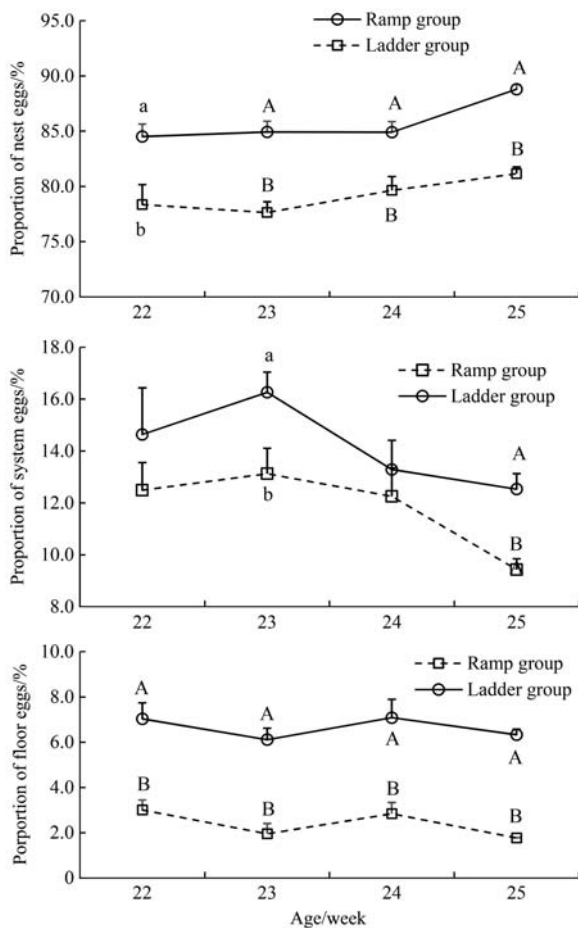 95.0
Ramp group
Ladder group
90.0
A
a
A
A
85.0
B
80.0
B
b
B
75.0
70.0
22
23
24
25
Proportion of nest eggs/%
18.0
a
Ramp group
Ladder group
16.0
14.0
A
12.0
b
B
10.0
8.0
22
23
24
25
Proportion of system eggs/%
10.0
Ramp group
Ladder group
8.0
A
A
6.0
A
A
4.0
B
B
B
B
2.0
0
22
23
24
25
Porportion of floor eggs/%
Age/week